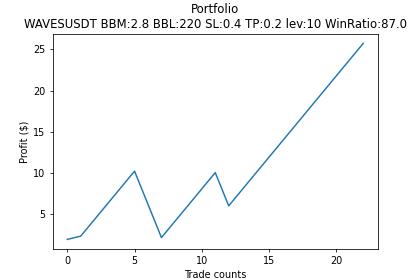 Portfolio
WAVESUSDT BBM:2.8 BBL:220 SL:0.4 TP:0.2 lev:10 WinRatio:87.0
Profit ($)
25
20
15
10
5
0 5 10 15 20
Trade counts